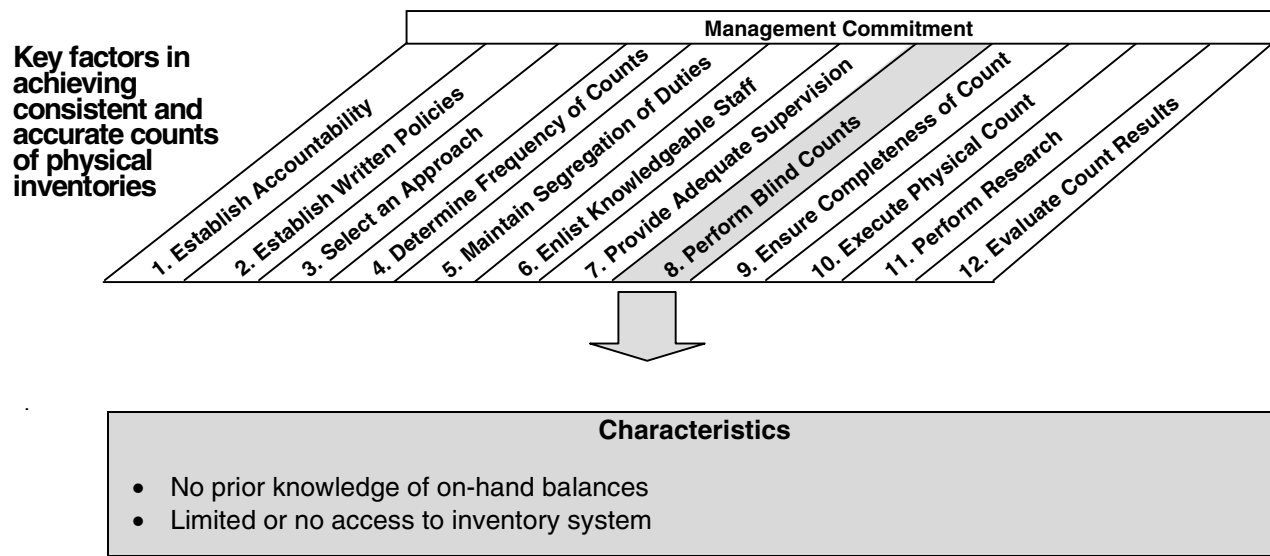 Management Commitment
Key factors in
achieving
consistent and
accurate counts
of physical
inventories
1. Establish Accountability
2. Establish Written Policies
3. Select an Approach
4. Determine Frequency of Counts
5. Maintain Segregation of Duties
6. Enlist Knowledgeable Staff
7. Provide Adequate Supervision
8. Perform Blind Counts
9. Ensure Completeness of Count
10. Execute Physical Count
11. Perform Research
12. Evaluate Count Results
Characteristics
• No prior knowledge of on-hand balances
• Limited or no access to inventory system